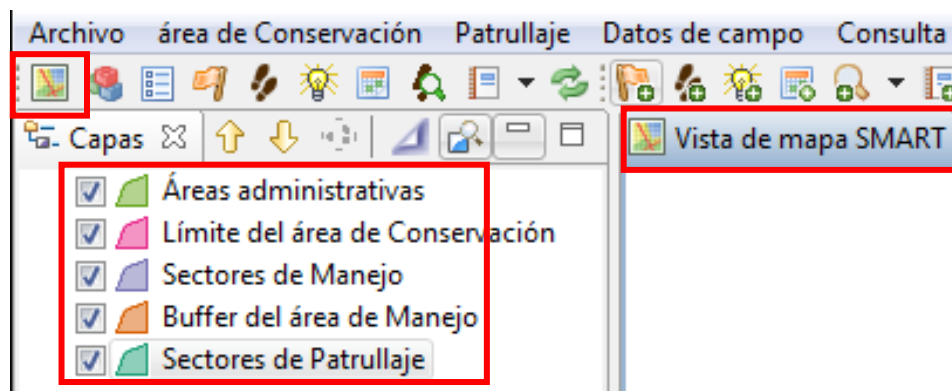 Archivo área de Conservación Patrullaje Datos de campo Consulta
Capas
Vista de mapa SMART
Áreas administrativas
Límite del área de Conservación
Sectores de Manejo
Buffer del área de Manejo
Sectores de Patrullaje